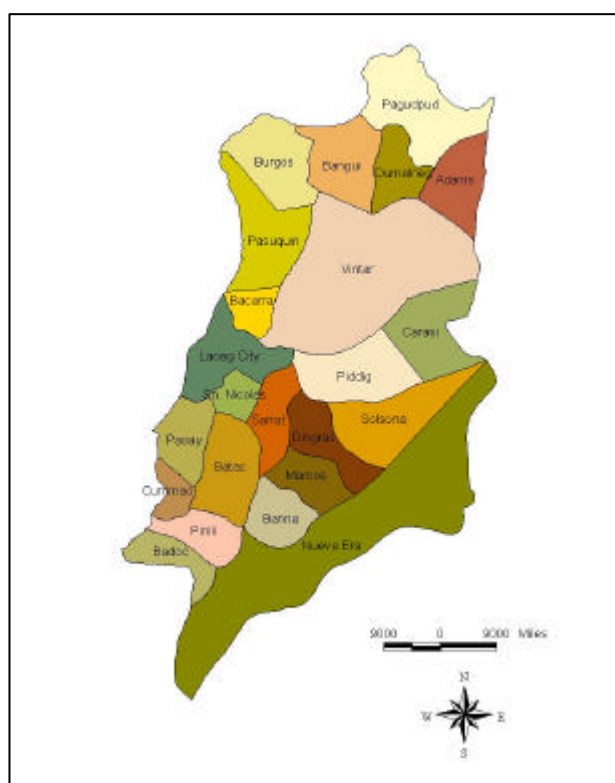 Pagudpud
Burgos
Bangui
Dumalneg
Adams
Pasuquin
Vintar
Bacarra
Carasi
Laoag City
Piddig
Sn. Nicolas
Solsona
Sarrat
Dingras
Paoay
Batac
Marcos
Currimao
Banna
Pinili
Nueva Era
Badoc
9000 0 9000 Miles
N
W E
S